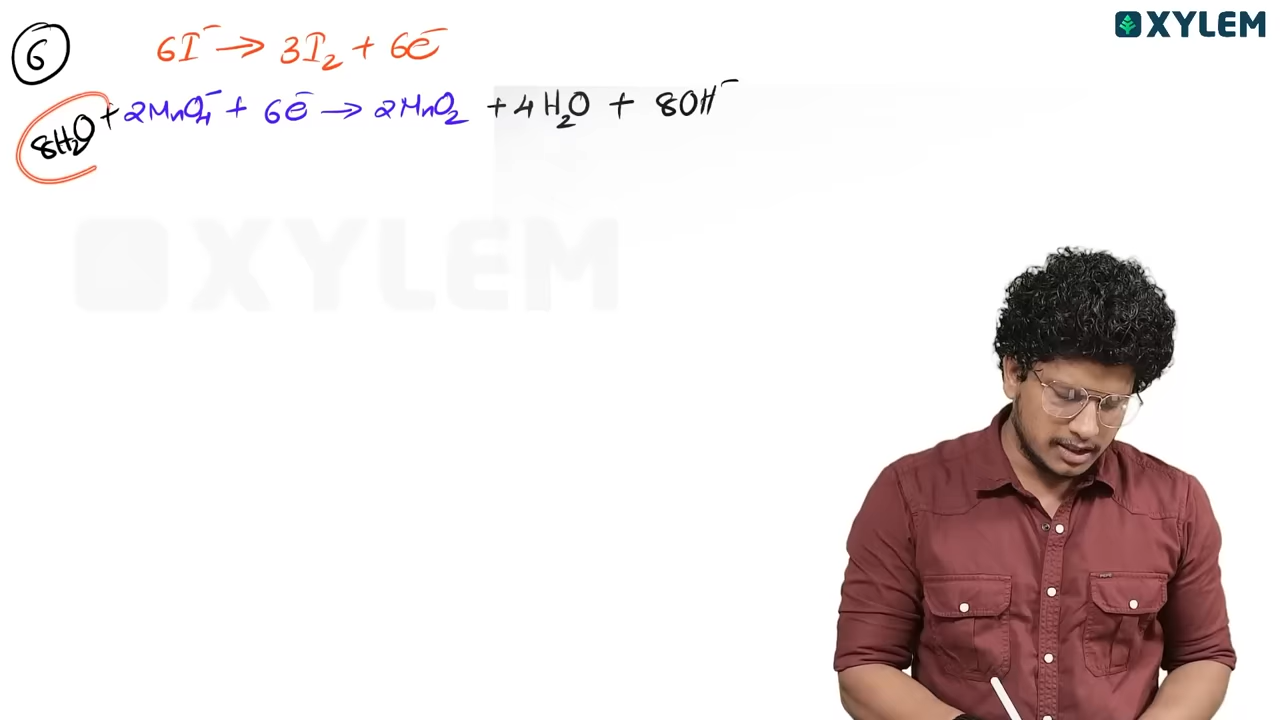 XYLEM
6 6I⁻ → 3I₂ + 6e⁻
8H₂O + 2MnO₄⁻ + 6e⁻ → 2MnO₂ + 4H₂O + 8OH⁻
XYLEM